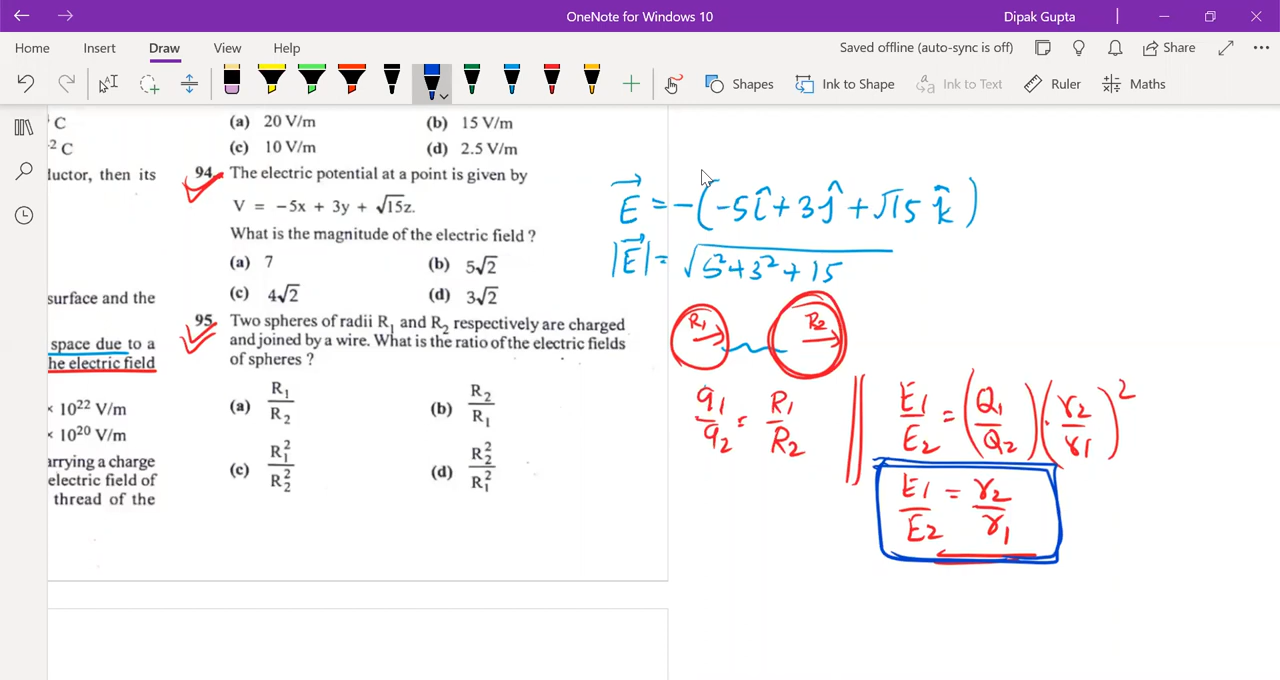 OneNote for Windows 10
Dipak Gupta
Home Insert Draw View Help
Saved offline (auto-sync is off)
Share
Shapes
Ink to Shape
Ink to Text
Ruler
Maths
C
-2 C
ductor, then its
surface and the
space due to a
he electric field
× 10²² V/m
× 10²⁰ V/m
arrying a charge
electric field of
thread of the
(a) 20 V/m (b) 15 V/m
(c) 10 V/m (d) 2.5 V/m
94. The electric potential at a point is given by
V = −5x + 3y + √15z.
What is the magnitude of the electric field ?
(a) 7 (b) 5√2
(c) 4√2 (d) 3√2
95. Two spheres of radii R₁ and R₂ respectively are charged
and joined by a wire. What is the ratio of the electric fields
of spheres ?
(a) R₁/R₂ (b) R₂/R₁
(c) R₁²/R₂² (d) R₂²/R₁²
E⃗ = −(−5î + 3ĵ + √15 k̂)
|E⃗| = √5² + 3² + 15
R₁ R₂
q₁/q₂ = R₁/R₂
E₁/E₂ = (Q₁/Q₂)·(r₂/r₁)²
E₁/E₂ = r₂/r₁